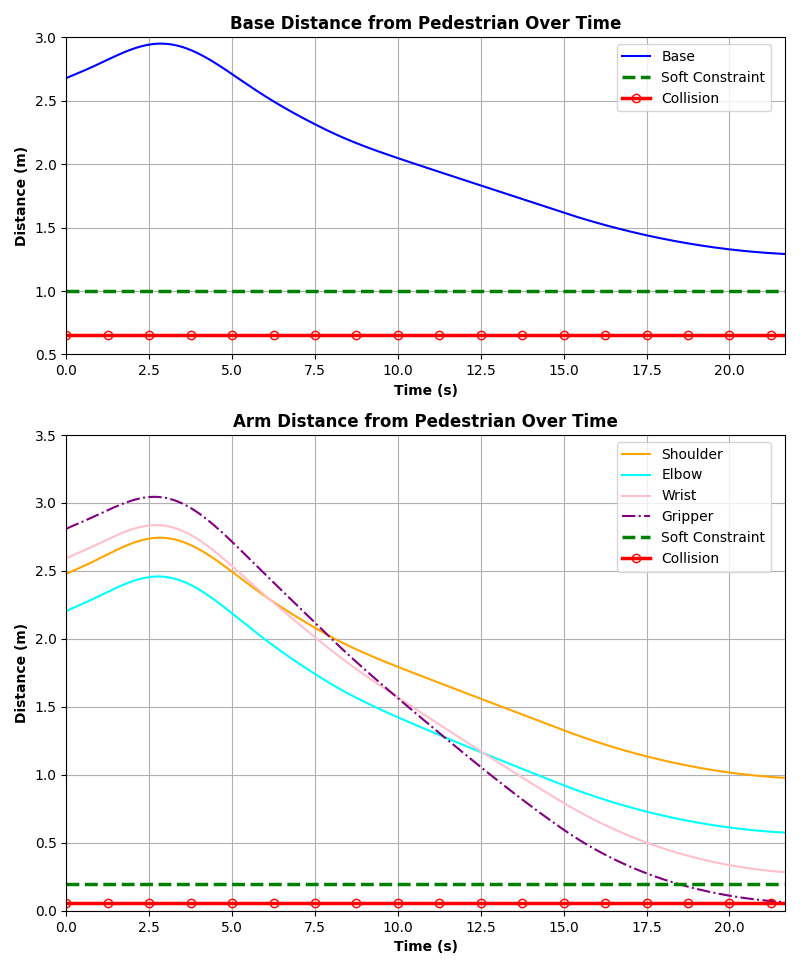 Base Distance from Pedestrian Over Time
3.0
2.5
2.0
1.5
1.0
0.5
Distance (m)
Base
Soft Constraint
Collision
0.0 2.5 5.0 7.5 10.0 12.5 15.0 17.5 20.0
Time (s)
Arm Distance from Pedestrian Over Time
3.5
3.0
2.5
2.0
1.5
1.0
0.5
0.0
Distance (m)
Shoulder
Elbow
Wrist
Gripper
Soft Constraint
Collision
0.0 2.5 5.0 7.5 10.0 12.5 15.0 17.5 20.0
Time (s)